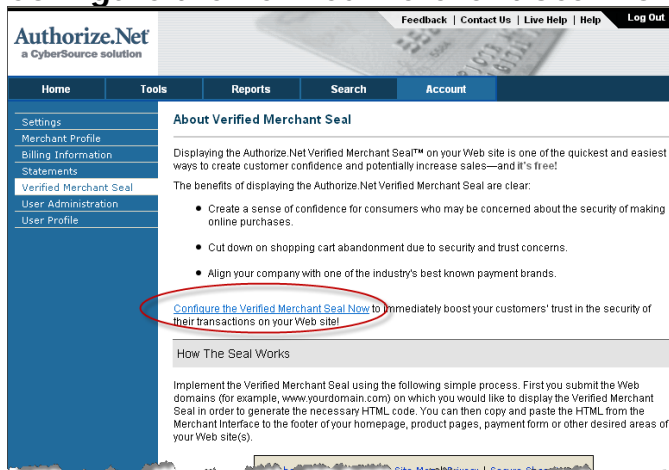 Feedback | Contact Us | Live Help | Help Log Out
Authorize.Net
a CyberSource solution
Home Tools Reports Search Account
Settings
Merchant Profile
Billing Information
Statements
Verified Merchant Seal
User Administration
User Profile
About Verified Merchant Seal
Displaying the Authorize.Net Verified Merchant Seal™ on your Web site is one of the quickest and easiest
ways to create customer confidence and potentially increase sales—and it's free!
The benefits of displaying the Authorize.Net Verified Merchant Seal are clear:
• Create a sense of confidence for consumers who may be concerned about the security of making
online purchases.
• Cut down on shopping cart abandonment due to security and trust concerns.
• Align your company with one of the industry's best known payment brands.
Configure the Verified Merchant Seal Now to immediately boost your customers' trust in the security of
their transactions on your Web site!
How The Seal Works
Implement the Verified Merchant Seal using the following simple process. First you submit the Web
domains (for example, www.yourdomain.com) on which you would like to display the Verified Merchant
Seal in order to generate the necessary HTML code. You can then copy and paste the HTML from the
Merchant Interface to the footer of your homepage, product pages, payment form or other desired areas of
your Web site(s).